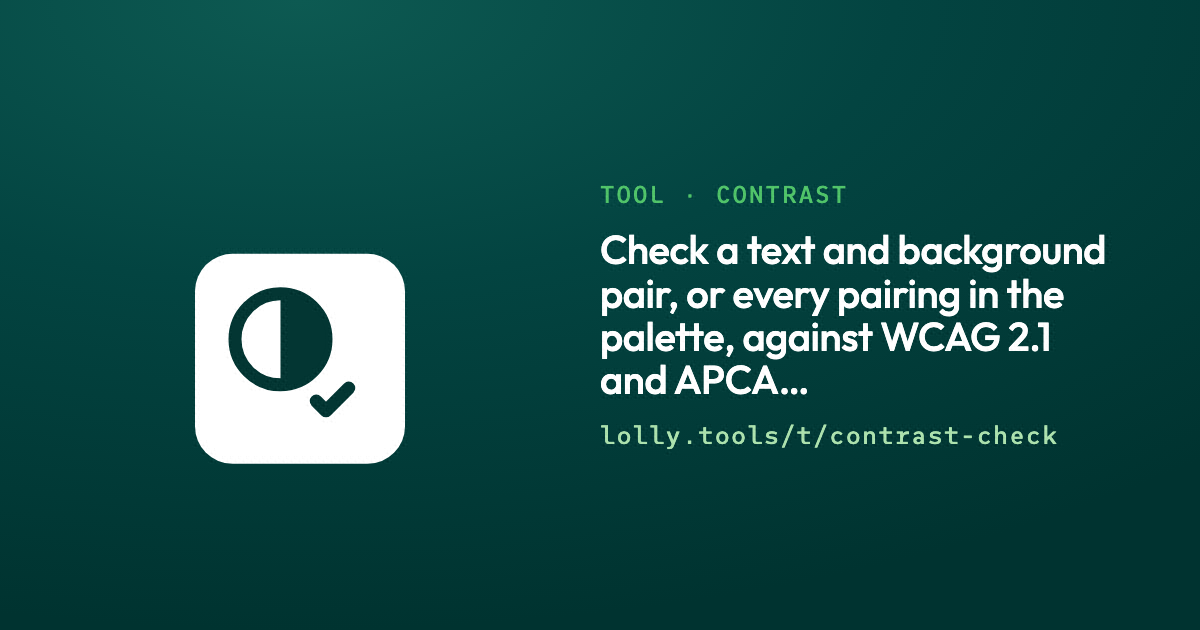 TOOL · CONTRAST
Check a text and background
pair, or every pairing in the
palette, against WCAG 2.1
and APCA...
lolly.tools/t/contrast-check